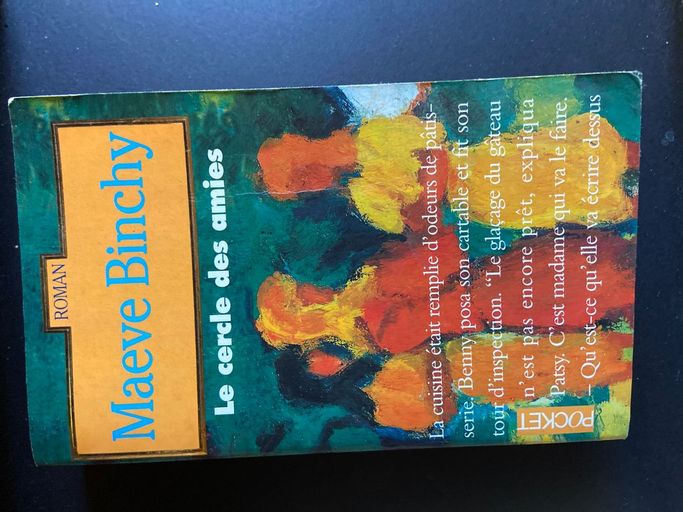 ROMAN
Maeve Binchy
Le cercle des amies
La cuisine était remplie d'odeurs de pâtis-
serie. Benny posa son cartable et fit son
tour d'inspection. "Le glaçage du gâteau
n'est pas encore prêt, expliqua
Patsy. C'est madame qui va le faire.
– Qu'est-ce qu'elle va écrire dessus
POCKET